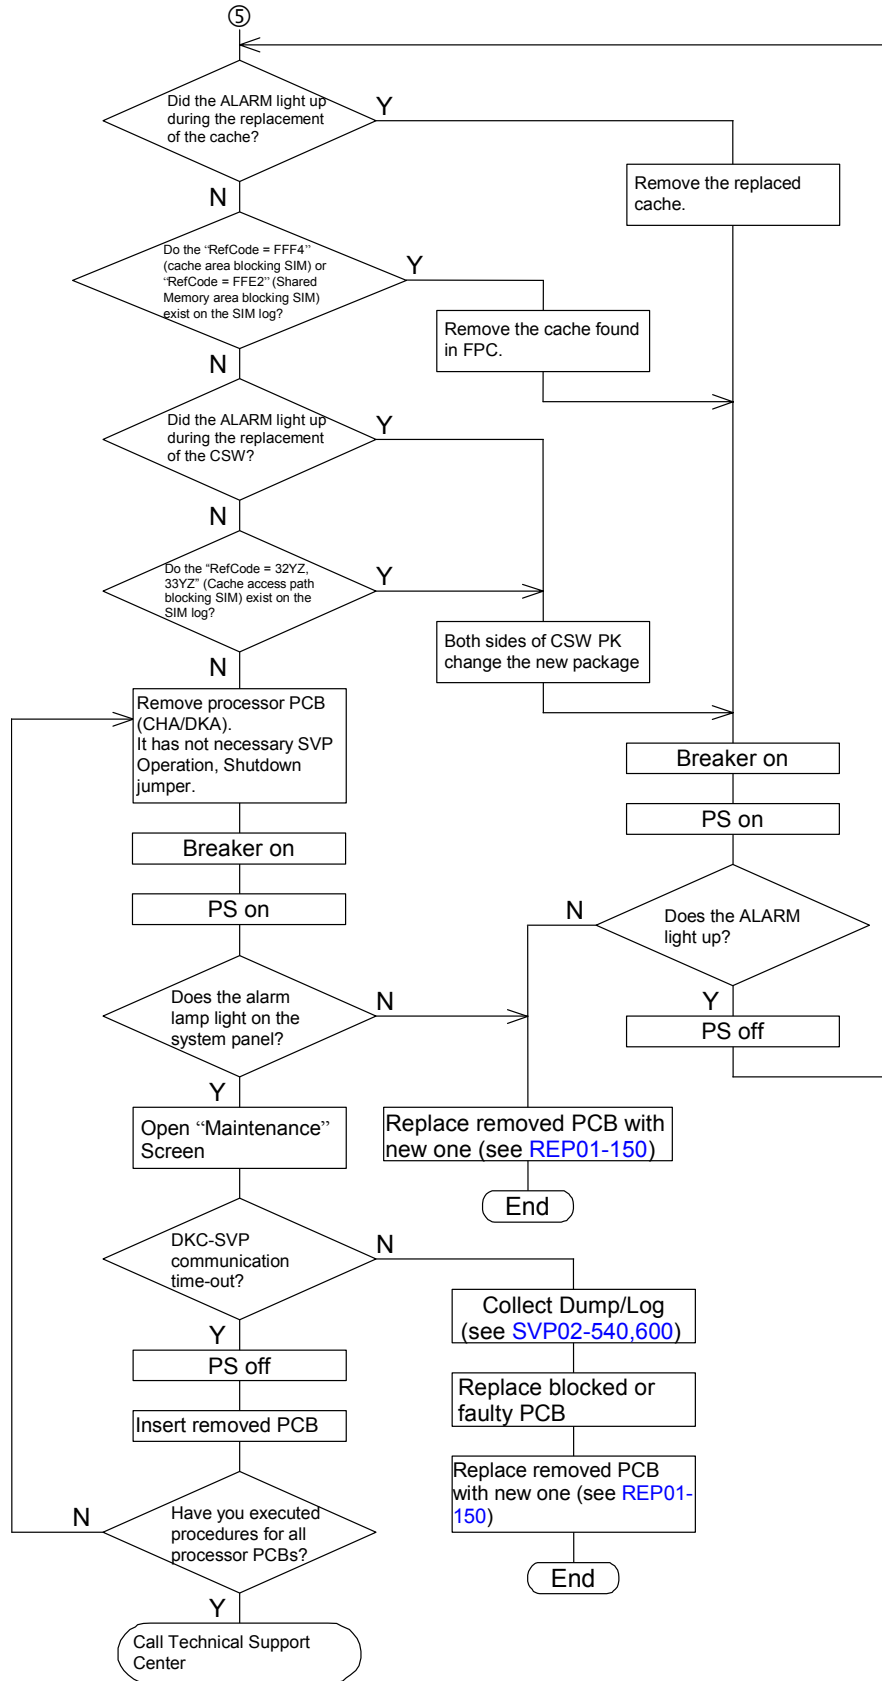 ⑤
Did the ALARM light up
during the replacement
of the cache?
Y
Remove the replaced
cache.
N
Do the “RefCode = FFF4”
(cache area blocking SIM) or
“RefCode = FFE2” (Shared
Memory area blocking SIM)
exist on the SIM log?
Y
Remove the cache found
in FPC.
N
Did the ALARM light up
during the replacement
of the CSW?
Y
N
Do the “RefCode = 32YZ,
33YZ” (Cache access path
blocking SIM) exist on the
SIM log?
Y
Both sides of CSW PK
change the new package
N
Remove processor PCB
(CHA/DKA).
It has not necessary SVP
Operation, Shutdown
jumper.
Breaker on
PS on
Breaker on
PS on
Does the ALARM
light up?
N
Y
PS off
Does the alarm
lamp light on the
system panel?
N
Y
Replace removed PCB with
new one (see REP01-150)
End
Open “Maintenance”
Screen
DKC-SVP
communication
time-out?
N
Collect Dump/Log
(see SVP02-540,600)
Replace blocked or
faulty PCB
Replace removed PCB
with new one (see REP01-
150)
End
Y
PS off
Insert removed PCB
Have you executed
procedures for all
processor PCBs?
N
Y
Call Technical Support
Center